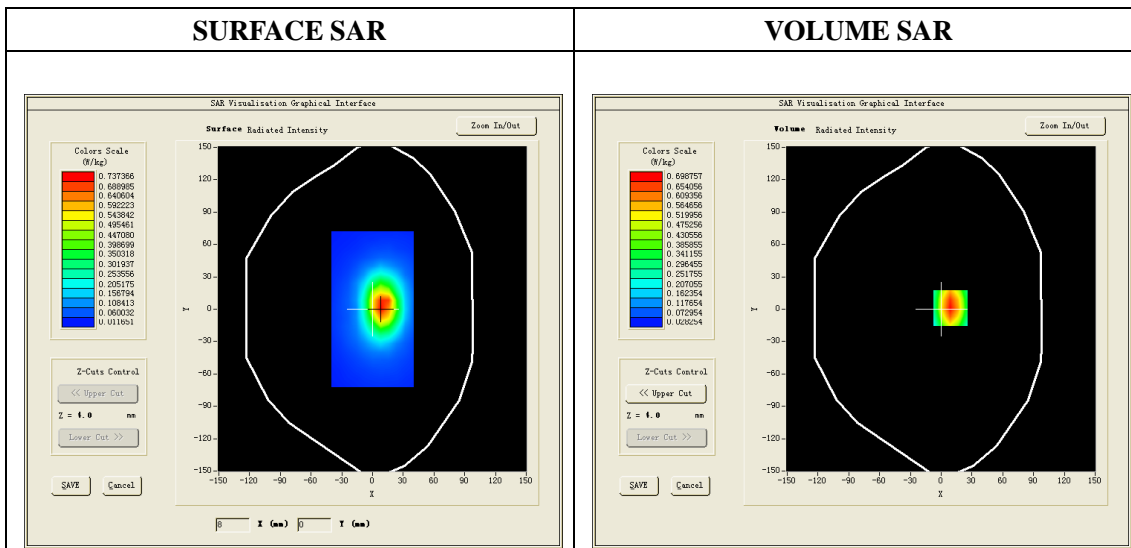 SURFACE SAR
VOLUME SAR
SAR Visualisation Graphical Interface
Surface Radiated Intensity
Zoom In/Out
Colors Scale
(W/kg)
0.737366
0.688985
0.640604
0.592223
0.543842
0.495461
0.447080
0.398699
0.350318
0.301937
0.253556
0.205175
0.156794
0.108413
0.060032
0.011651
150
120
90
60
30
0
-30
-60
-90
-120
-150
Y
-150 -120 -90 -60 -30 0 30 60 90 120 150
X
Z-Cuts Control
<< Upper Cut
Z = 4.0 mm
Lower Cut >>
SAVE Cancel
8 X (mm) 0 Y (mm)
SAR Visualisation Graphical Interface
Volume Radiated Intensity
Zoom In/Out
Colors Scale
(W/kg)
0.698757
0.654056
0.609356
0.564656
0.519956
0.475256
0.430556
0.385855
0.341155
0.296455
0.251755
0.207055
0.162354
0.117654
0.072954
0.028254
150
120
90
60
30
0
-30
-60
-90
-120
-150
Y
-150 -120 -90 -60 -30 0 30 60 90 120 150
X
Z-Cuts Control
<< Upper Cut
Z = 4.0 mm
Lower Cut >>
SAVE Cancel